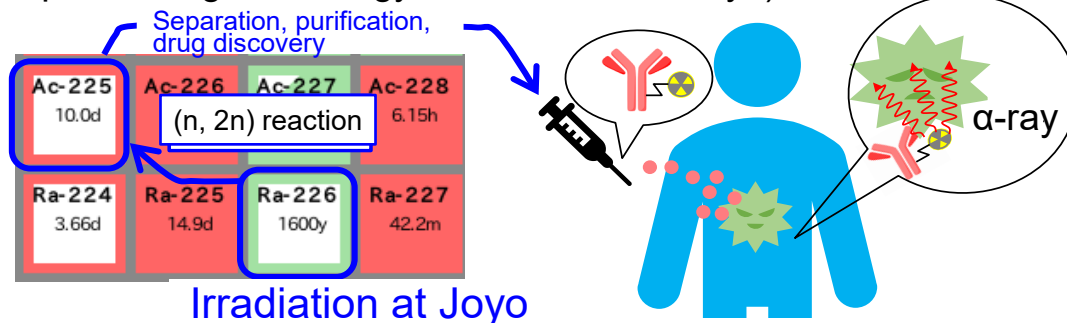 Separation, purification,
drug discovery
Ac-225
10.0d
Ac-226
Ac-227
Ac-228
6.15h
(n, 2n) reaction
Ra-224
3.66d
Ra-225
14.9d
Ra-226
1600y
Ra-227
42.2m
Irradiation at Joyo
α-ray